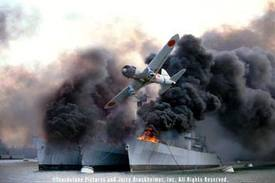 ©Touchstone Pictures and Jerry Bruckheimer, Inc. All Rights Reserved